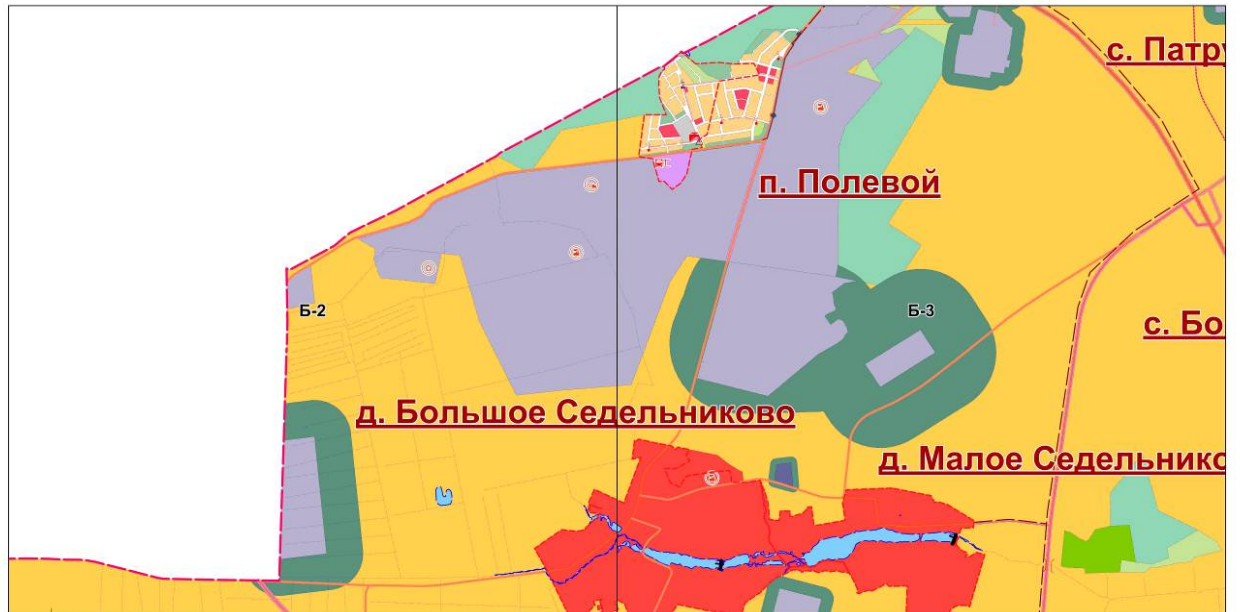 с. Патру
п. Полевой
Б-2
Б-3
с. Бо
д. Большое Седельниково
д. Малое Седельнико